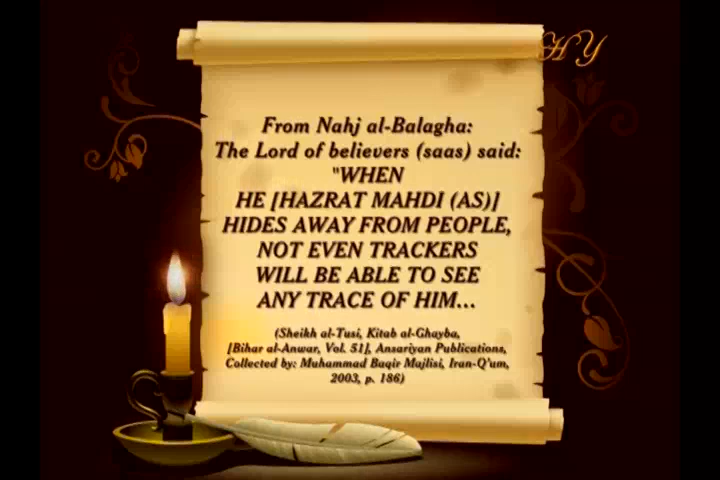 HY
From Nahj al-Balagha:
The Lord of believers (saas) said:
"WHEN
HE [HAZRAT MAHDI (AS)]
HIDES AWAY FROM PEOPLE,
NOT EVEN TRACKERS
WILL BE ABLE TO SEE
ANY TRACE OF HIM...
(Sheikh al-Tusi, Kitab al-Ghayba,
[Bihar al-Anwar, Vol. 51], Ansariyan Publications,
Collected by: Muhammad Baqir Majlisi, Iran-Q'um,
2003, p. 186)